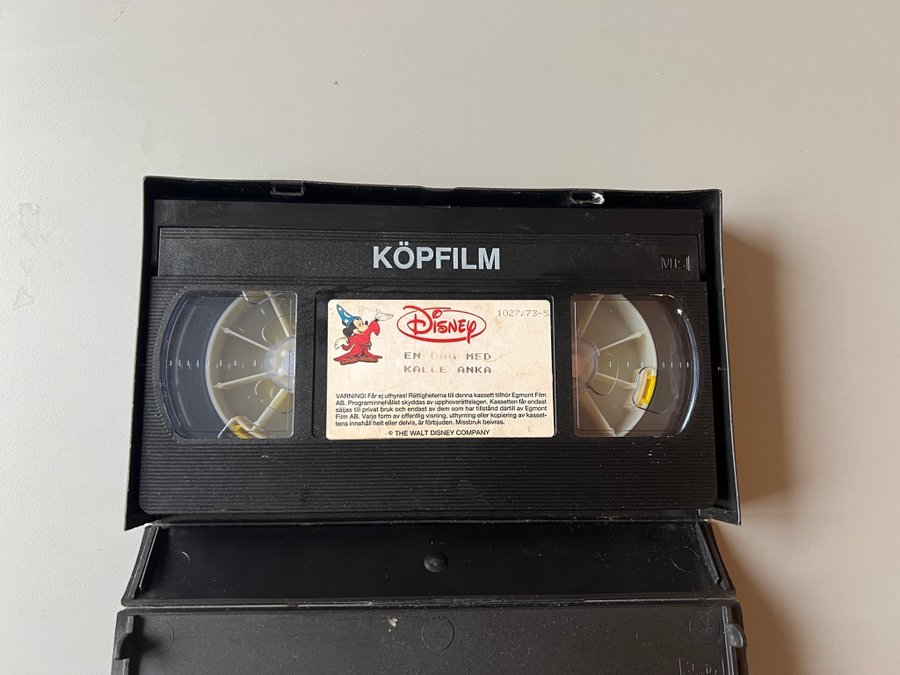 KÖPFILM
VHS
Disney
1027/73-5
EN DAG MED
KALLE ANKA
VARNING! Får ej uthyras! Rättigheterna till denna kassett tillhör Egmont Film
AB. Programinnehållet skyddas av upphovsrättslagen. Kassetten får endast
säljas till privat bruk och endast av dem som har tillstånd därtill av Egmont
Film AB. Varje form av offentlig visning, uthyrning eller kopiering av kasset-
tens innehåll helt eller delvis, är förbjuden. Missbruk beivras.
© THE WALT DISNEY COMPANY
E